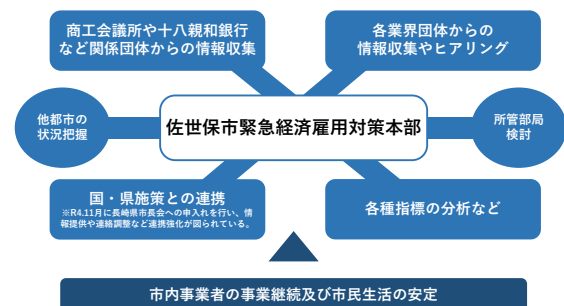 商工会議所や十八親和銀行
など関係団体からの情報収集
各業界団体からの
情報収集やヒアリング
他都市の
状況把握
佐世保市緊急経済雇用対策本部
所管部局
検討
国・県施策との連携
※R4.11月に長崎県市長会への申入れを行い、情
報提供や連絡調整など連携強化が図られている。
各種指標の分析など
市内事業者の事業継続及び市民生活の安定